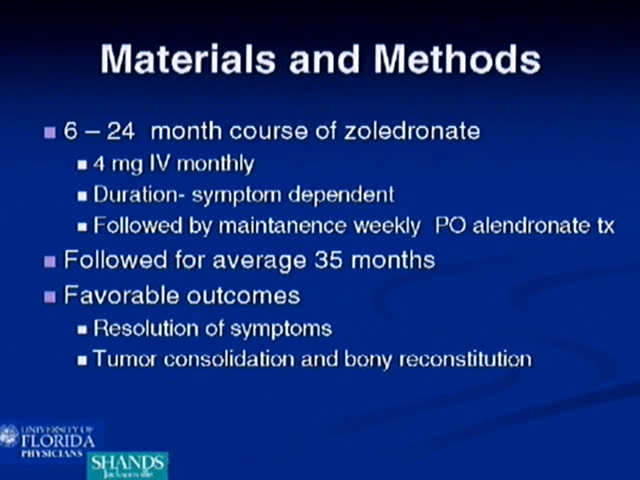 Materials and Methods
6 – 24 month course of zoledronate
4 mg IV monthly
Duration- symptom dependent
Followed by maintanence weekly PO alendronate tx
Followed for average 35 months
Favorable outcomes
Resolution of symptoms
Tumor consolidation and bony reconstitution
UNIVERSITY OF
FLORIDA
PHYSICIANS
SHANDS
Jacksonville